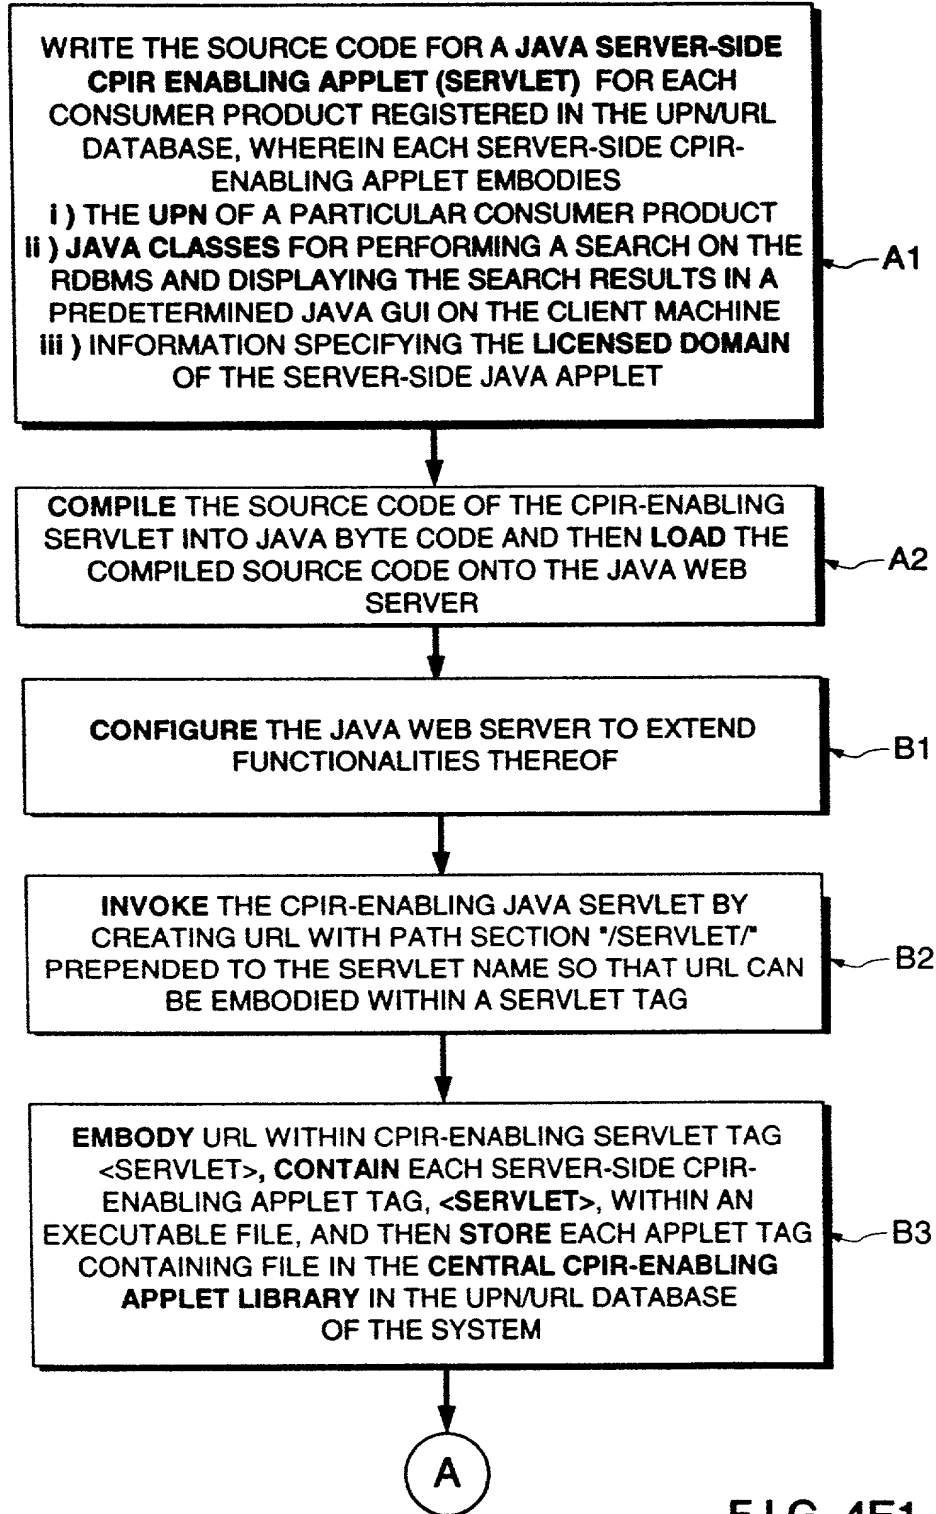 WRITE THE SOURCE CODE FOR A JAVA SERVER-SIDE
CPIR ENABLING APPLET (SERVLET) FOR EACH
CONSUMER PRODUCT REGISTERED IN THE UPN/URL
DATABASE, WHEREIN EACH SERVER-SIDE CPIR-
ENABLING APPLET EMBODIES
i ) THE UPN OF A PARTICULAR CONSUMER PRODUCT
ii ) JAVA CLASSES FOR PERFORMING A SEARCH ON THE
RDBMS AND DISPLAYING THE SEARCH RESULTS IN A
PREDETERMINED JAVA GUI ON THE CLIENT MACHINE
iii ) INFORMATION SPECIFYING THE LICENSED DOMAIN
OF THE SERVER-SIDE JAVA APPLET
A1
COMPILE THE SOURCE CODE OF THE CPIR-ENABLING
SERVLET INTO JAVA BYTE CODE AND THEN LOAD THE
COMPILED SOURCE CODE ONTO THE JAVA WEB
SERVER
A2
CONFIGURE THE JAVA WEB SERVER TO EXTEND
FUNCTIONALITIES THEREOF
B1
INVOKE THE CPIR-ENABLING JAVA SERVLET BY
CREATING URL WITH PATH SECTION "/SERVLET/"
PREPENDED TO THE SERVLET NAME SO THAT URL CAN
BE EMBODIED WITHIN A SERVLET TAG
B2
EMBODY URL WITHIN CPIR-ENABLING SERVLET TAG
<SERVLET>, CONTAIN EACH SERVER-SIDE CPIR-
ENABLING APPLET TAG, <SERVLET>, WITHIN AN
EXECUTABLE FILE, AND THEN STORE EACH APPLET TAG
CONTAINING FILE IN THE CENTRAL CPIR-ENABLING
APPLET LIBRARY IN THE UPN/URL DATABASE
OF THE SYSTEM
B3
A
FIG. 4E1